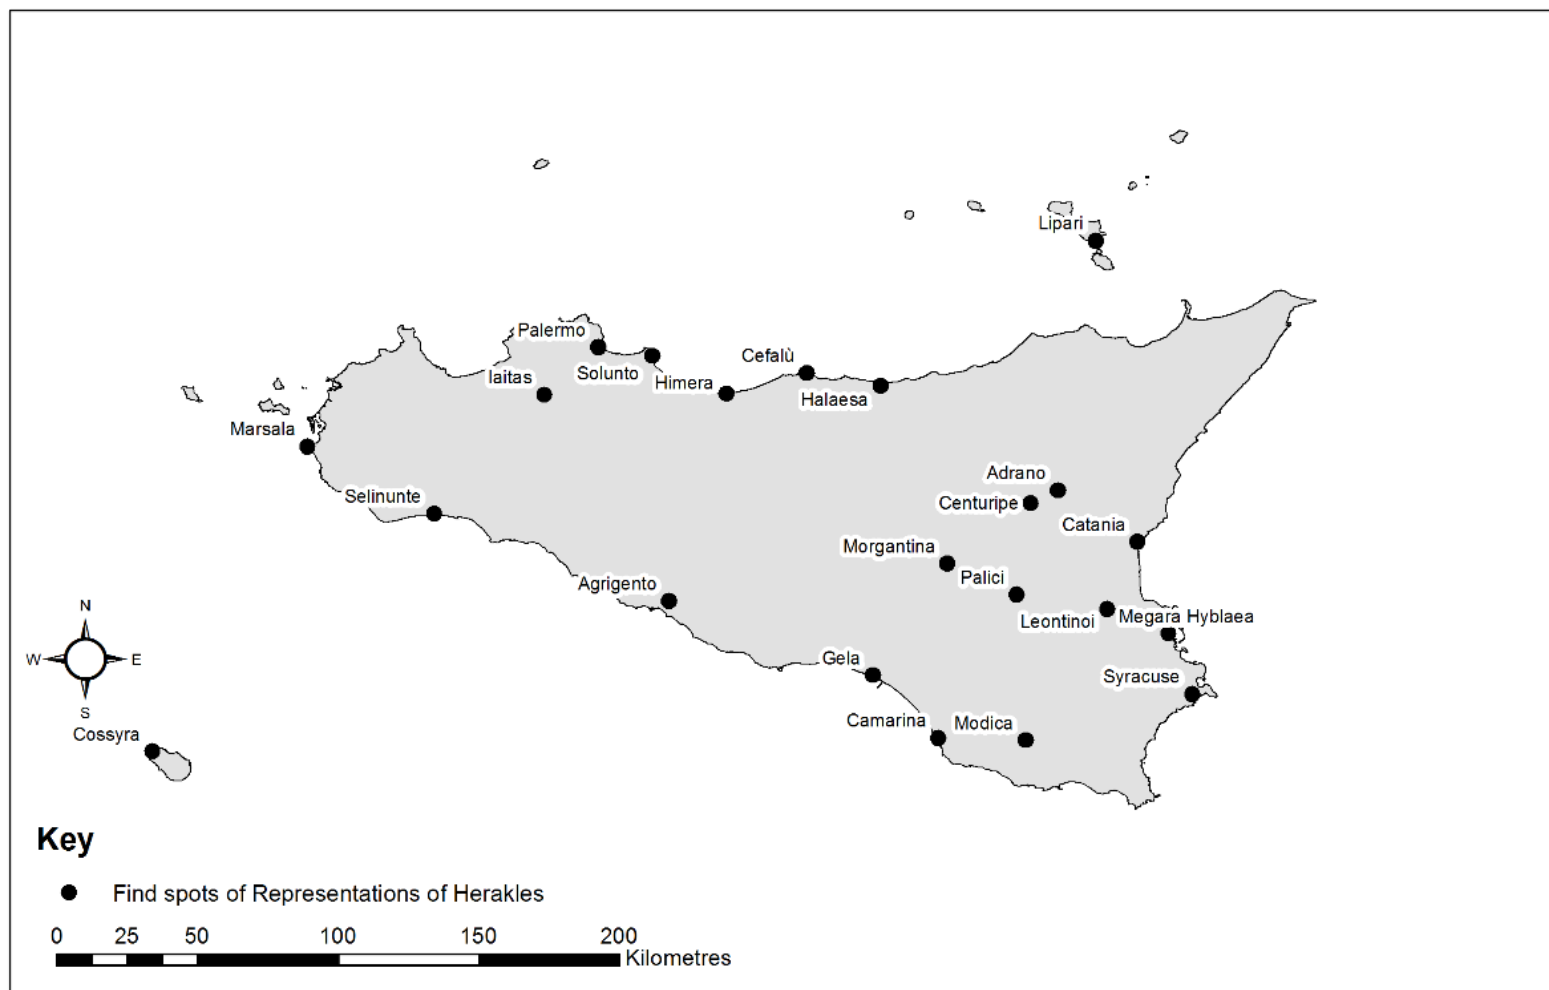 Lipari
Palermo
Cefalù
Solunto
Iaitas
Himera
Halaesa
Marsala
Adrano
Selinunte
Centuripe
Catania
Morgantina
Palici
Agrigento
Leontinoi
Megara Hyblaea
N
W
E
S
Gela
Syracuse
Camarina
Modica
Cossyra
Key
Find spots of Representations of Herakles
0 25 50 100 150 200
Kilometres